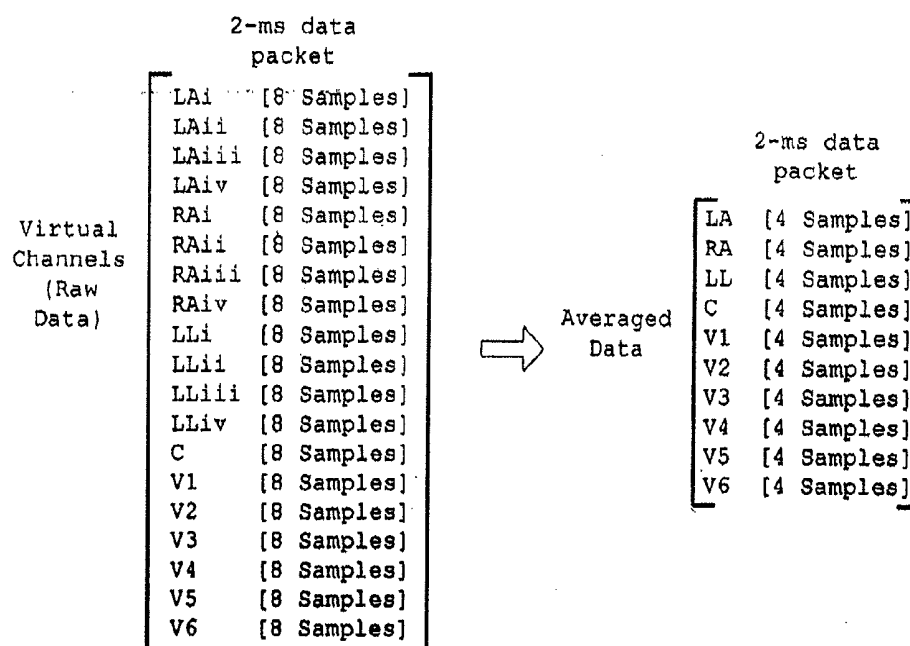 2-ms data
packet
LAi [8 Samples]
LAii [8 Samples]
LAiii [8 Samples]
LAiv [8 Samples]
RAi [8 Samples]
RAii [8 Samples]
RAiii [8 Samples]
RAiv [8 Samples]
LLi [8 Samples]
LLii [8 Samples]
LLiii [8 Samples]
LLiv [8 Samples]
C [8 Samples]
V1 [8 Samples]
V2 [8 Samples]
V3 [8 Samples]
V4 [8 Samples]
V5 [8 Samples]
V6 [8 Samples]
Virtual
Channels
(Raw
Data)
2-ms data
packet
LA [4 Samples]
RA [4 Samples]
LL [4 Samples]
C [4 Samples]
V1 [4 Samples]
V2 [4 Samples]
V3 [4 Samples]
V4 [4 Samples]
V5 [4 Samples]
V6 [4 Samples]
Averaged
Data